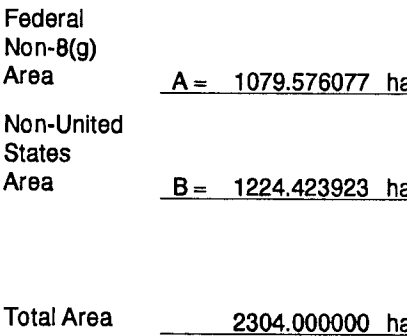 Federal
Non-8(g)
Area A = 1079.576077 ha
Non-United
States
Area B = 1224.423923 ha
Total Area 2304.000000 ha